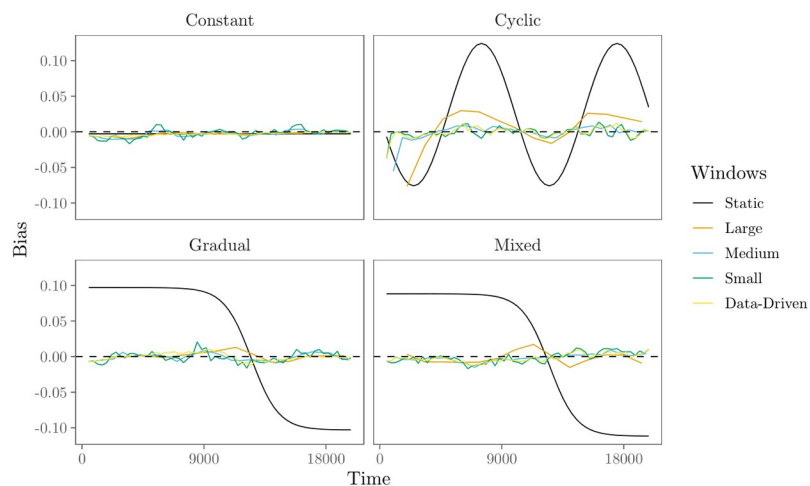 Constant
Cyclic
0.10
0.05
0.00
-0.05
-0.10
Gradual
Mixed
0.10
0.05
0.00
-0.05
-0.10
0
9000
18000
0
9000
18000
Bias
Time
Windows
Static
Large
Medium
Small
Data-Driven